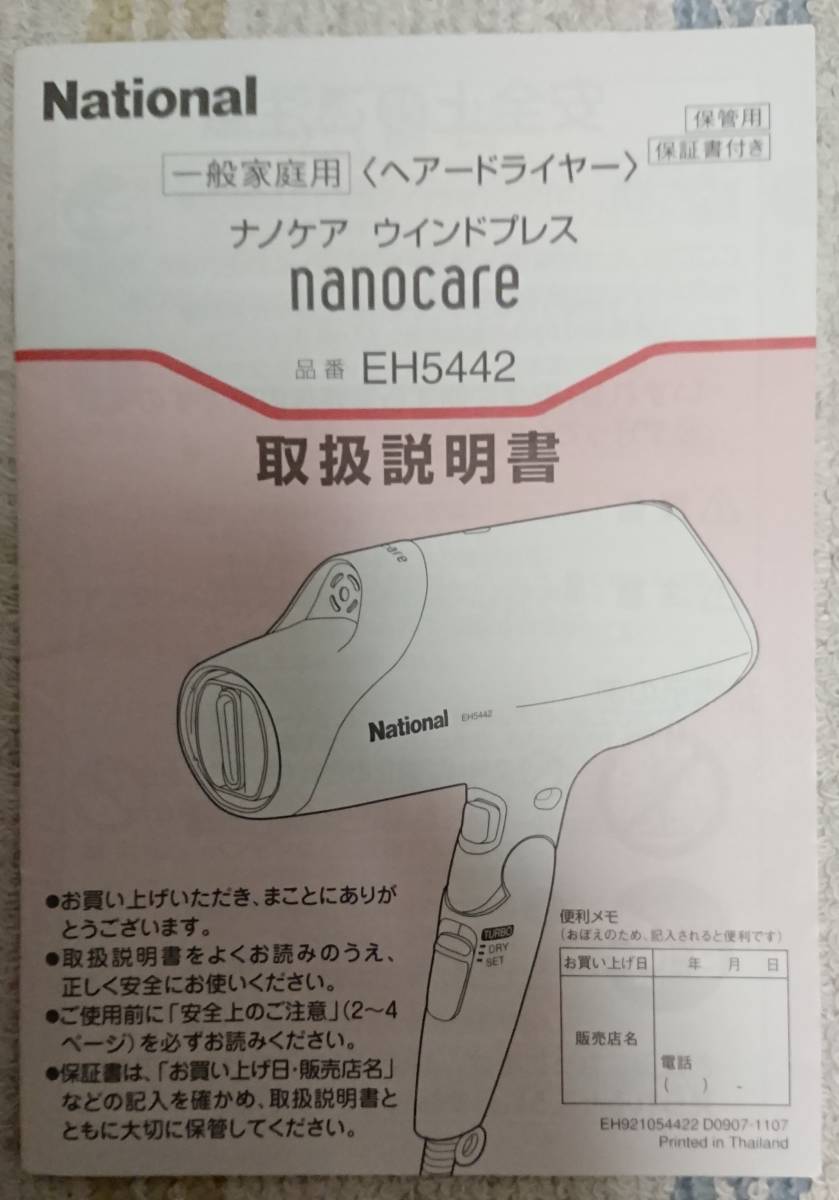 National
保管用
保証書付き
一般家庭用 〈ヘアードライヤー〉
ナノケア ウインドプレス
nanocare
品番 EH5442
取扱説明書
National EH5442
TURBO
DRY
SET
●お買い上げいただき、まことにありが
とうございます。
●取扱説明書をよくお読みのうえ、
正しく安全にお使いください。
●ご使用前に「安全上のご注意」(2〜4
ページ)を必ずお読みください。
●保証書は、「お買い上げ日・販売店名」
などの記入を確かめ、取扱説明書と
ともに大切に保管してください。
便利メモ
(おぼえのため、記入されると便利です)
お買い上げ日 年 月 日
販売店名
電話
( ) -
EH921054422 D0907-1107
Printed in Thailand